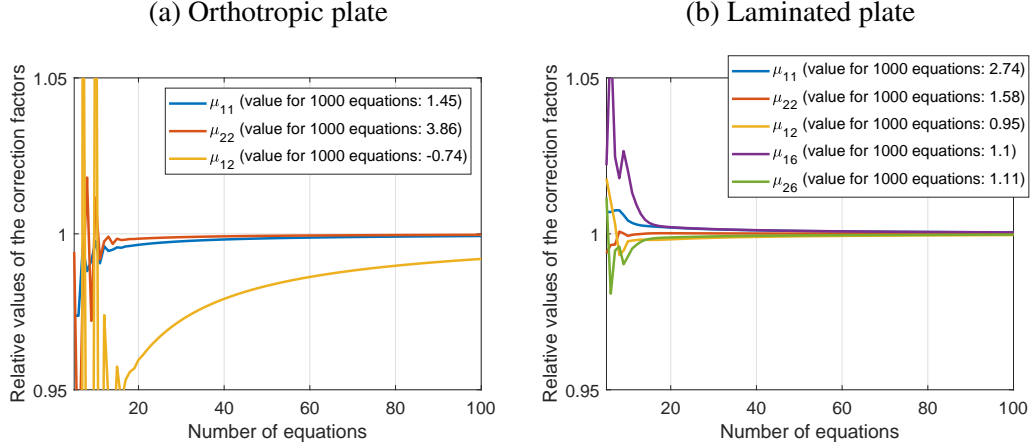 (a) Orthotropic plate
Relative values of the correction factors
1.05
1
0.95
μ11 (value for 1000 equations: 1.45)
μ22 (value for 1000 equations: 3.86)
μ12 (value for 1000 equations: -0.74)
20 40 60 80 100
Number of equations
(b) Laminated plate
Relative values of the correction factors
1.05
1
0.95
μ11 (value for 1000 equations: 2.74)
μ22 (value for 1000 equations: 1.58)
μ12 (value for 1000 equations: 0.95)
μ16 (value for 1000 equations: 1.1)
μ26 (value for 1000 equations: 1.11)
20 40 60 80 100
Number of equations